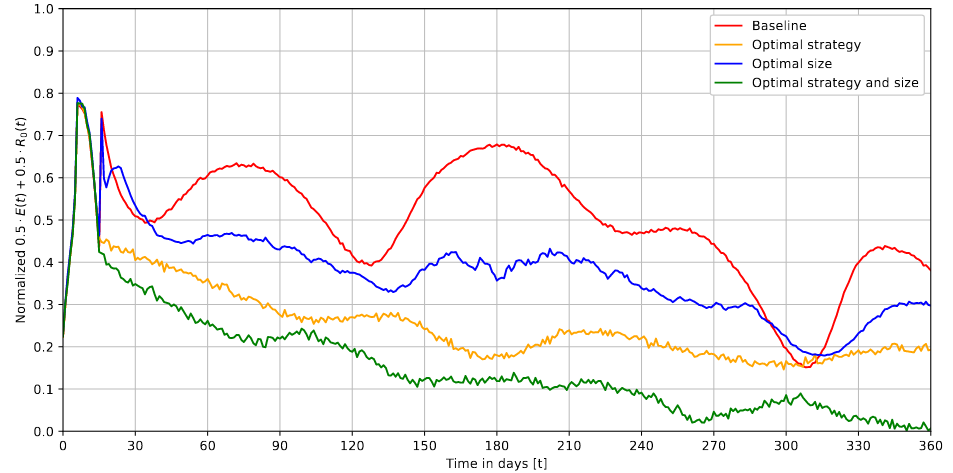 1.0
0.9
0.8
0.7
0.6
0.5
0.4
0.3
0.2
0.1
0.0
Normalized 0.5 · E(t) + 0.5 · R₀(t)
Baseline
Optimal strategy
Optimal size
Optimal strategy and size
0 30 60 90 120 150 180 210 240 270 300 330 360
Time in days [t]